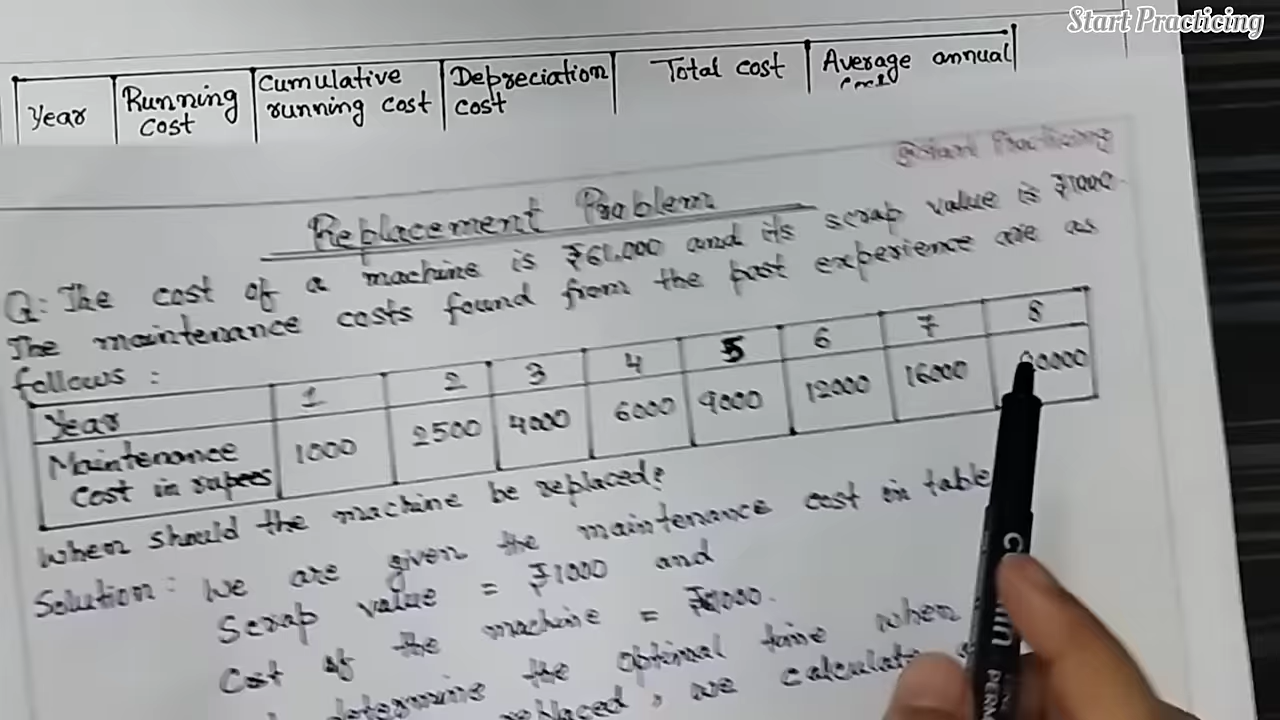 Start Practicing
Year Running cost Cumulative running cost Depreciation cost Total cost Average annual
Start Practicing
Replacement Problem
Q: The cost of a machine is ₹61,000 and its scrap value is ₹1000.
The maintenance costs found from the past experience are as
follows :
Year 1 2 3 4 5 6 7 8
Maintenance cost in rupees 1000 2500 4000 6000 9000 12000 16000
When should the machine be replaced?
Solution: We are given the maintenance cost in table
Scrap value = ₹1000 and
Cost of the machine =
determine the optimal time when
replaced, we calculate